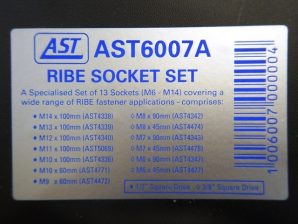 AST
AST6007A
RIBE SOCKET SET
A Specialised Set of 13 Sockets (M6 - M14) covering a
wide range of RIBE fastener applications - comprises:
● M14 x 100mm (AST4339)
● M13 x 100mm (AST4338)
● M12 x 100mm (AST4340)
● M11 x 100mm (AST5069)
● M10 x 100mm (AST4336)
● M10 x 60mm (AST4771)
● M9 x 60mm (AST4472)
○ M8 x 90mm (AST4342)
○ M8 x 45mm (AST4474)
○ M7 x 90mm (AST4343)
○ M7 x 45mm
○ M6 x 90mm
○ M6 x 45mm (AST4477)
● 1/2" Square Drive ○ 3/8" Square Drive
1006007000004